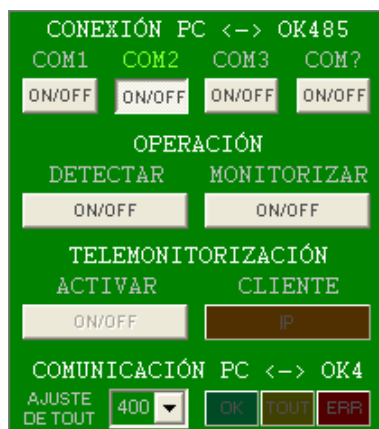 CONEXIÓN PC <-> OK485
COM1 COM2 COM3 COM?
ON/OFF ON/OFF ON/OFF ON/OFF
OPERACIÓN
DETECTAR MONITORIZAR
ON/OFF ON/OFF
TELEMONITORIZACIÓN
ACTIVAR CLIENTE
ON/OFF IP
COMUNICACIÓN PC <-> OK4
AJUSTE
DE TOUT 400 OK TOUT ERR